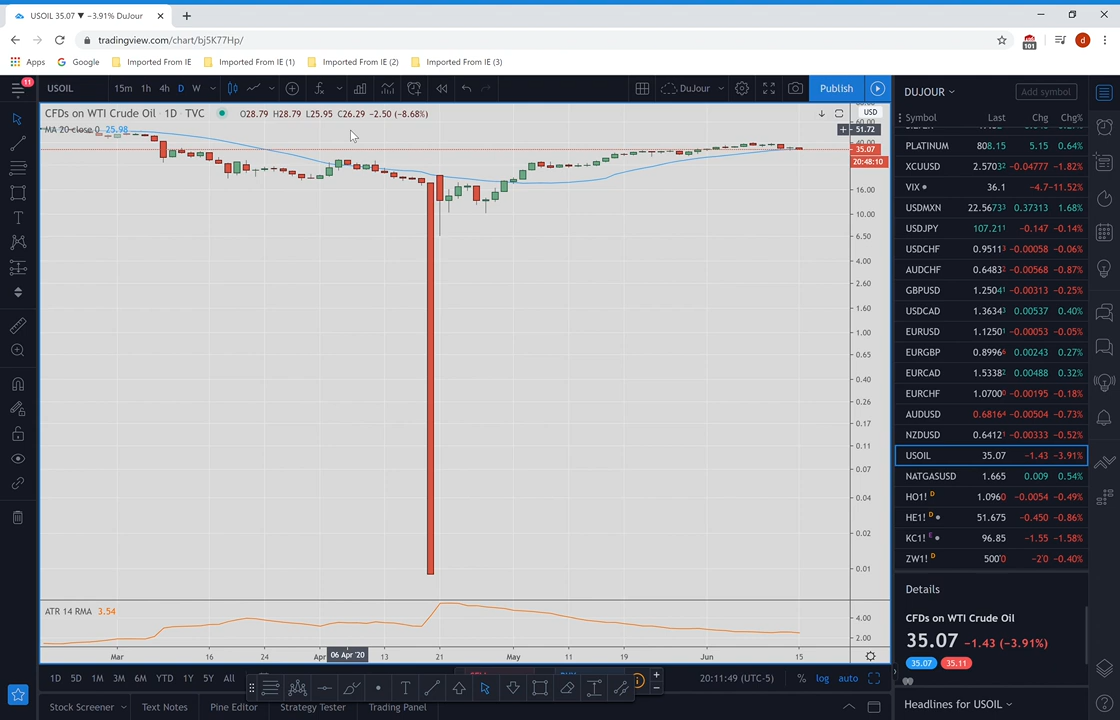 USOIL 35.07 ▼ −3.91% DuJour
tradingview.com/chart/bj5K77Hp/
101
d
Apps Google Imported From IE Imported From IE (1) Imported From IE (2) Imported From IE (3)
11
USOIL 15m 1h 4h D W DuJour Publish
CFDs on WTI Crude Oil · 1D · TVC O28.79 H28.79 L25.95 C26.29 −2.50 (−8.68%)
MA 20 close 0 25.98
USD
51.72
35.07
20:48:10
16.00
10.00
6.50
4.00
2.60
1.60
1.00
0.65
0.40
0.26
0.17
0.11
0.07
0.04
0.02
0.01
ATR 14 RMA 3.54
4.00
2.00
Mar 16 24 Apr 06 Apr '20 13 21 May 11 19 Jun 15
1D 5D 1M 3M 6M YTD 1Y 5Y All
20:11:49 (UTC-5) % log auto
Stock Screener Text Notes Pine Editor Strategy Tester Trading Panel
DUJOUR Add symbol
Symbol Last Chg Chg%
PLATINUM 808.15 5.15 0.64%
XCUUSD 2.5703² −0.04777 −1.82%
VIX 36.1 −4.7 −11.52%
USDMXN 22.5673³ 0.37313 1.68%
USDJPY 107.21¹ −0.147 −0.14%
USDCHF 0.9511³ −0.00058 −0.06%
AUDCHF 0.6483² −0.00568 −0.87%
GBPUSD 1.2504¹ −0.00313 −0.25%
USDCAD 1.3634³ 0.00537 0.40%
EURUSD 1.1250¹ −0.00053 −0.05%
EURGBP 0.8996⁶ 0.00243 0.27%
EURCAD 1.5338² 0.00488 0.32%
EURCHF 1.0700⁰ −0.00195 −0.18%
AUDUSD 0.6816⁴ −0.00504 −0.73%
NZDUSD 0.6412¹ −0.00333 −0.52%
USOIL 35.07 −1.43 −3.91%
NATGASUSD 1.665 0.009 0.54%
HO1! D 1.0960 −0.0054 −0.49%
HE1! D 51.675 −0.450 −0.86%
KC1! E 96.85 −1.55 −1.58%
ZW1! D 500'0 −2'0 −0.40%
Details
CFDs on WTI Crude Oil
35.07 −1.43 (−3.91%)
35.07 35.11
Headlines for USOIL